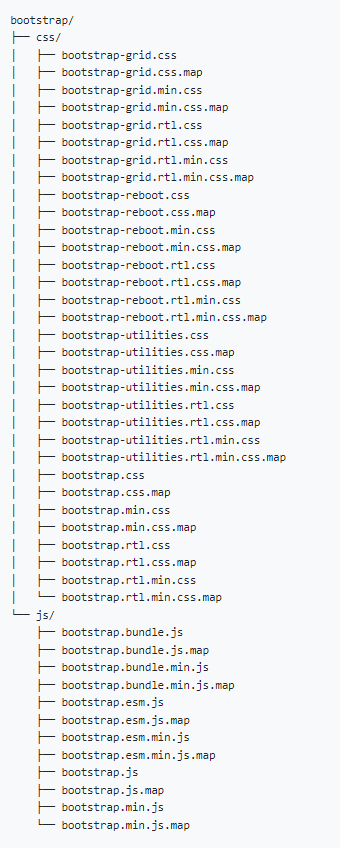 bootstrap/
├── css/
│   ├── bootstrap-grid.css
│   ├── bootstrap-grid.css.map
│   ├── bootstrap-grid.min.css
│   ├── bootstrap-grid.min.css.map
│   ├── bootstrap-grid.rtl.css
│   ├── bootstrap-grid.rtl.css.map
│   ├── bootstrap-grid.rtl.min.css
│   ├── bootstrap-grid.rtl.min.css.map
│   ├── bootstrap-reboot.css
│   ├── bootstrap-reboot.css.map
│   ├── bootstrap-reboot.min.css
│   ├── bootstrap-reboot.min.css.map
│   ├── bootstrap-reboot.rtl.css
│   ├── bootstrap-reboot.rtl.css.map
│   ├── bootstrap-reboot.rtl.min.css
│   ├── bootstrap-reboot.rtl.min.css.map
│   ├── bootstrap-utilities.css
│   ├── bootstrap-utilities.css.map
│   ├── bootstrap-utilities.min.css
│   ├── bootstrap-utilities.min.css.map
│   ├── bootstrap-utilities.rtl.css
│   ├── bootstrap-utilities.rtl.css.map
│   ├── bootstrap-utilities.rtl.min.css
│   ├── bootstrap-utilities.rtl.min.css.map
│   ├── bootstrap.css
│   ├── bootstrap.css.map
│   ├── bootstrap.min.css
│   ├── bootstrap.min.css.map
│   ├── bootstrap.rtl.css
│   ├── bootstrap.rtl.css.map
│   ├── bootstrap.rtl.min.css
│   └── bootstrap.rtl.min.css.map
└── js/
    ├── bootstrap.bundle.js
    ├── bootstrap.bundle.js.map
    ├── bootstrap.bundle.min.js
    ├── bootstrap.bundle.min.js.map
    ├── bootstrap.esm.js
    ├── bootstrap.esm.js.map
    ├── bootstrap.esm.min.js
    ├── bootstrap.esm.min.js.map
    ├── bootstrap.js
    ├── bootstrap.js.map
    ├── bootstrap.min.js
    └── bootstrap.min.js.map